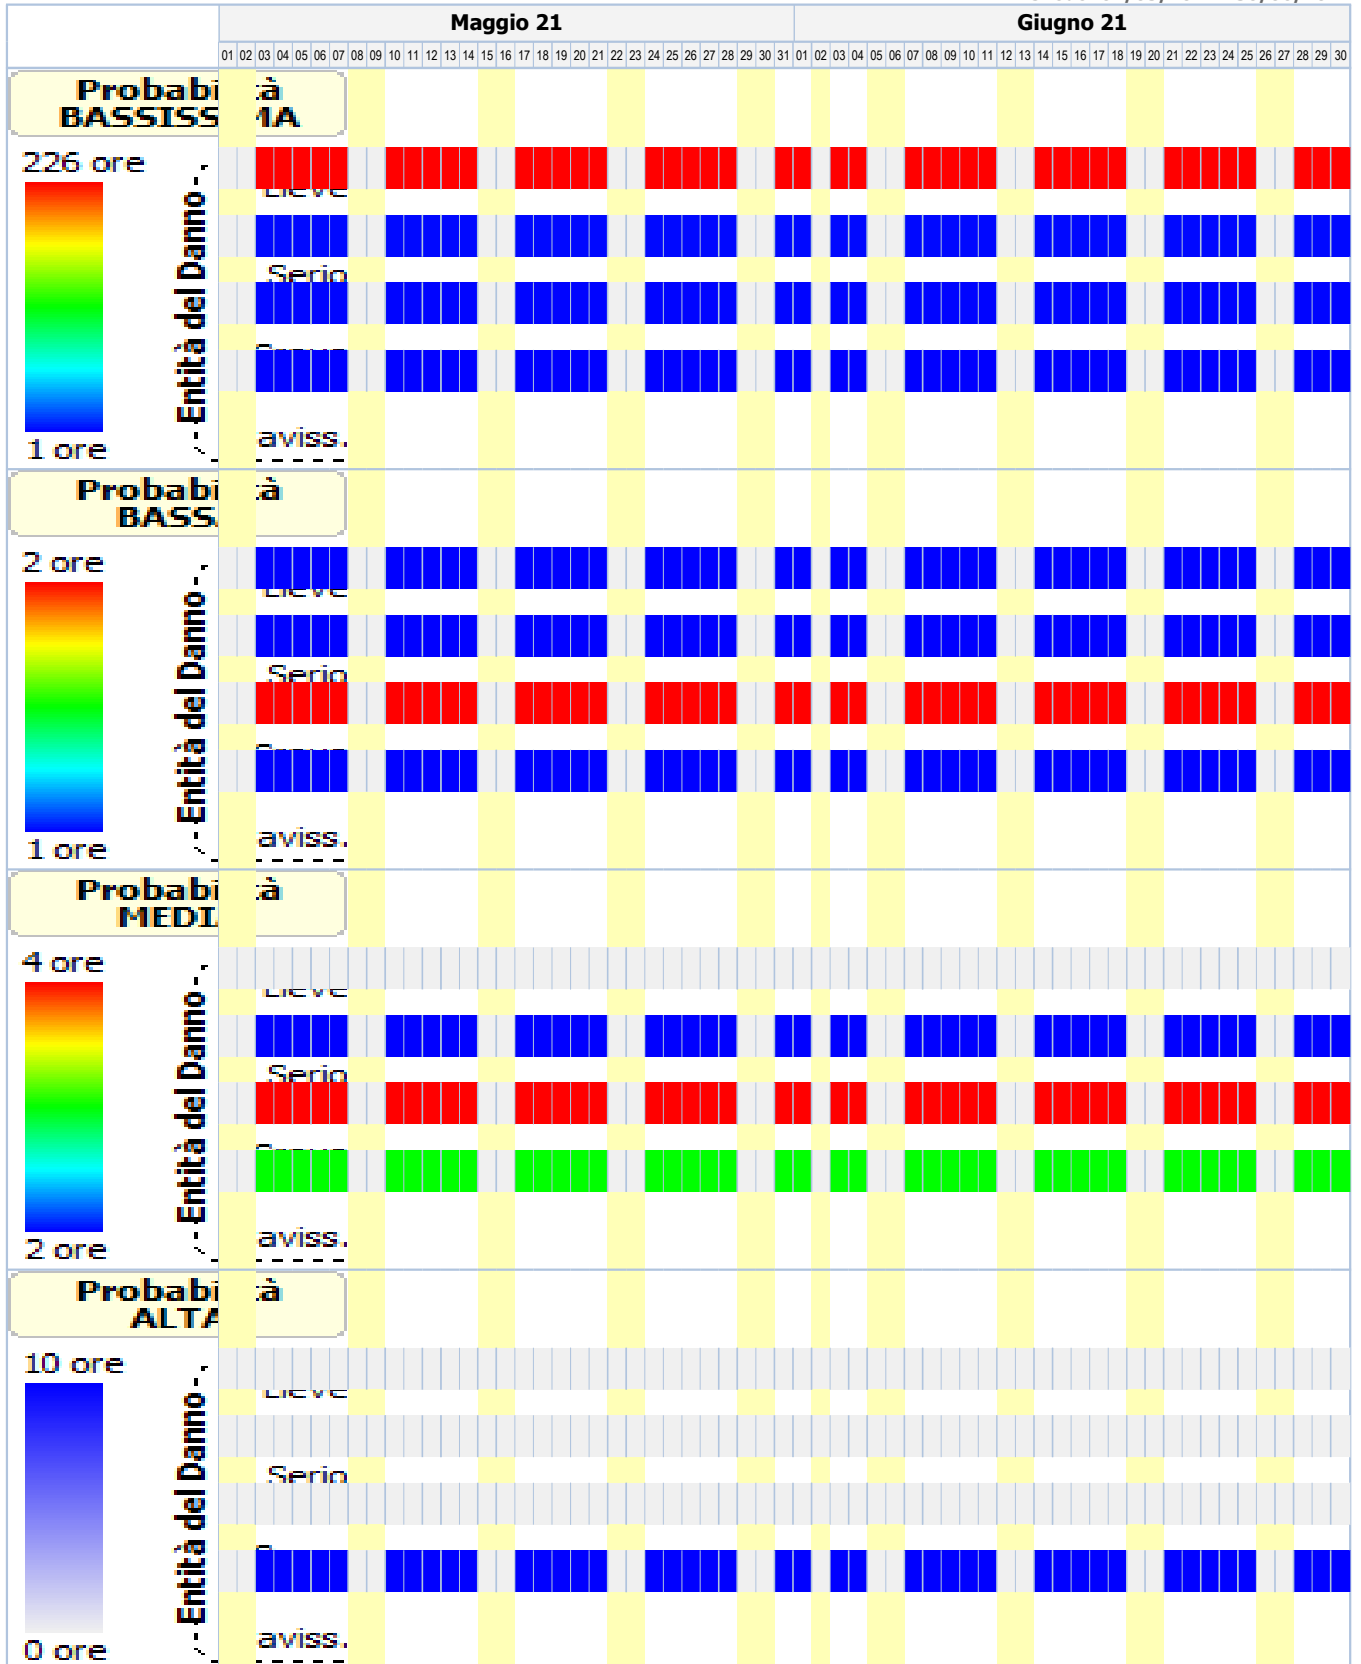 Maggio 21 Giugno 21
01 02 03 04 05 06 07 08 09 10 11 12 13 14 15 16 17 18 19 20 21 22 23 24 25 26 27 28 29 30 31 01 02 03 04 05 06 07 08 09 10 11 12 13 14 15 16 17 18 19 20 21 22 23 24 25 26 27 28 29 30
Probabi à
BASSISS MA
226 ore
Entità del Danno
Lieve
Serio
aviss.
1 ore
Probabi à
BASS
2 ore
Entità del Danno
Lieve
Serio
aviss.
1 ore
Probabi à
MEDI
4 ore
Entità del Danno
Lieve
Serio
aviss.
2 ore
Probabi à
ALTA
10 ore
Entità del Danno
Lieve
Serio
aviss.
0 ore